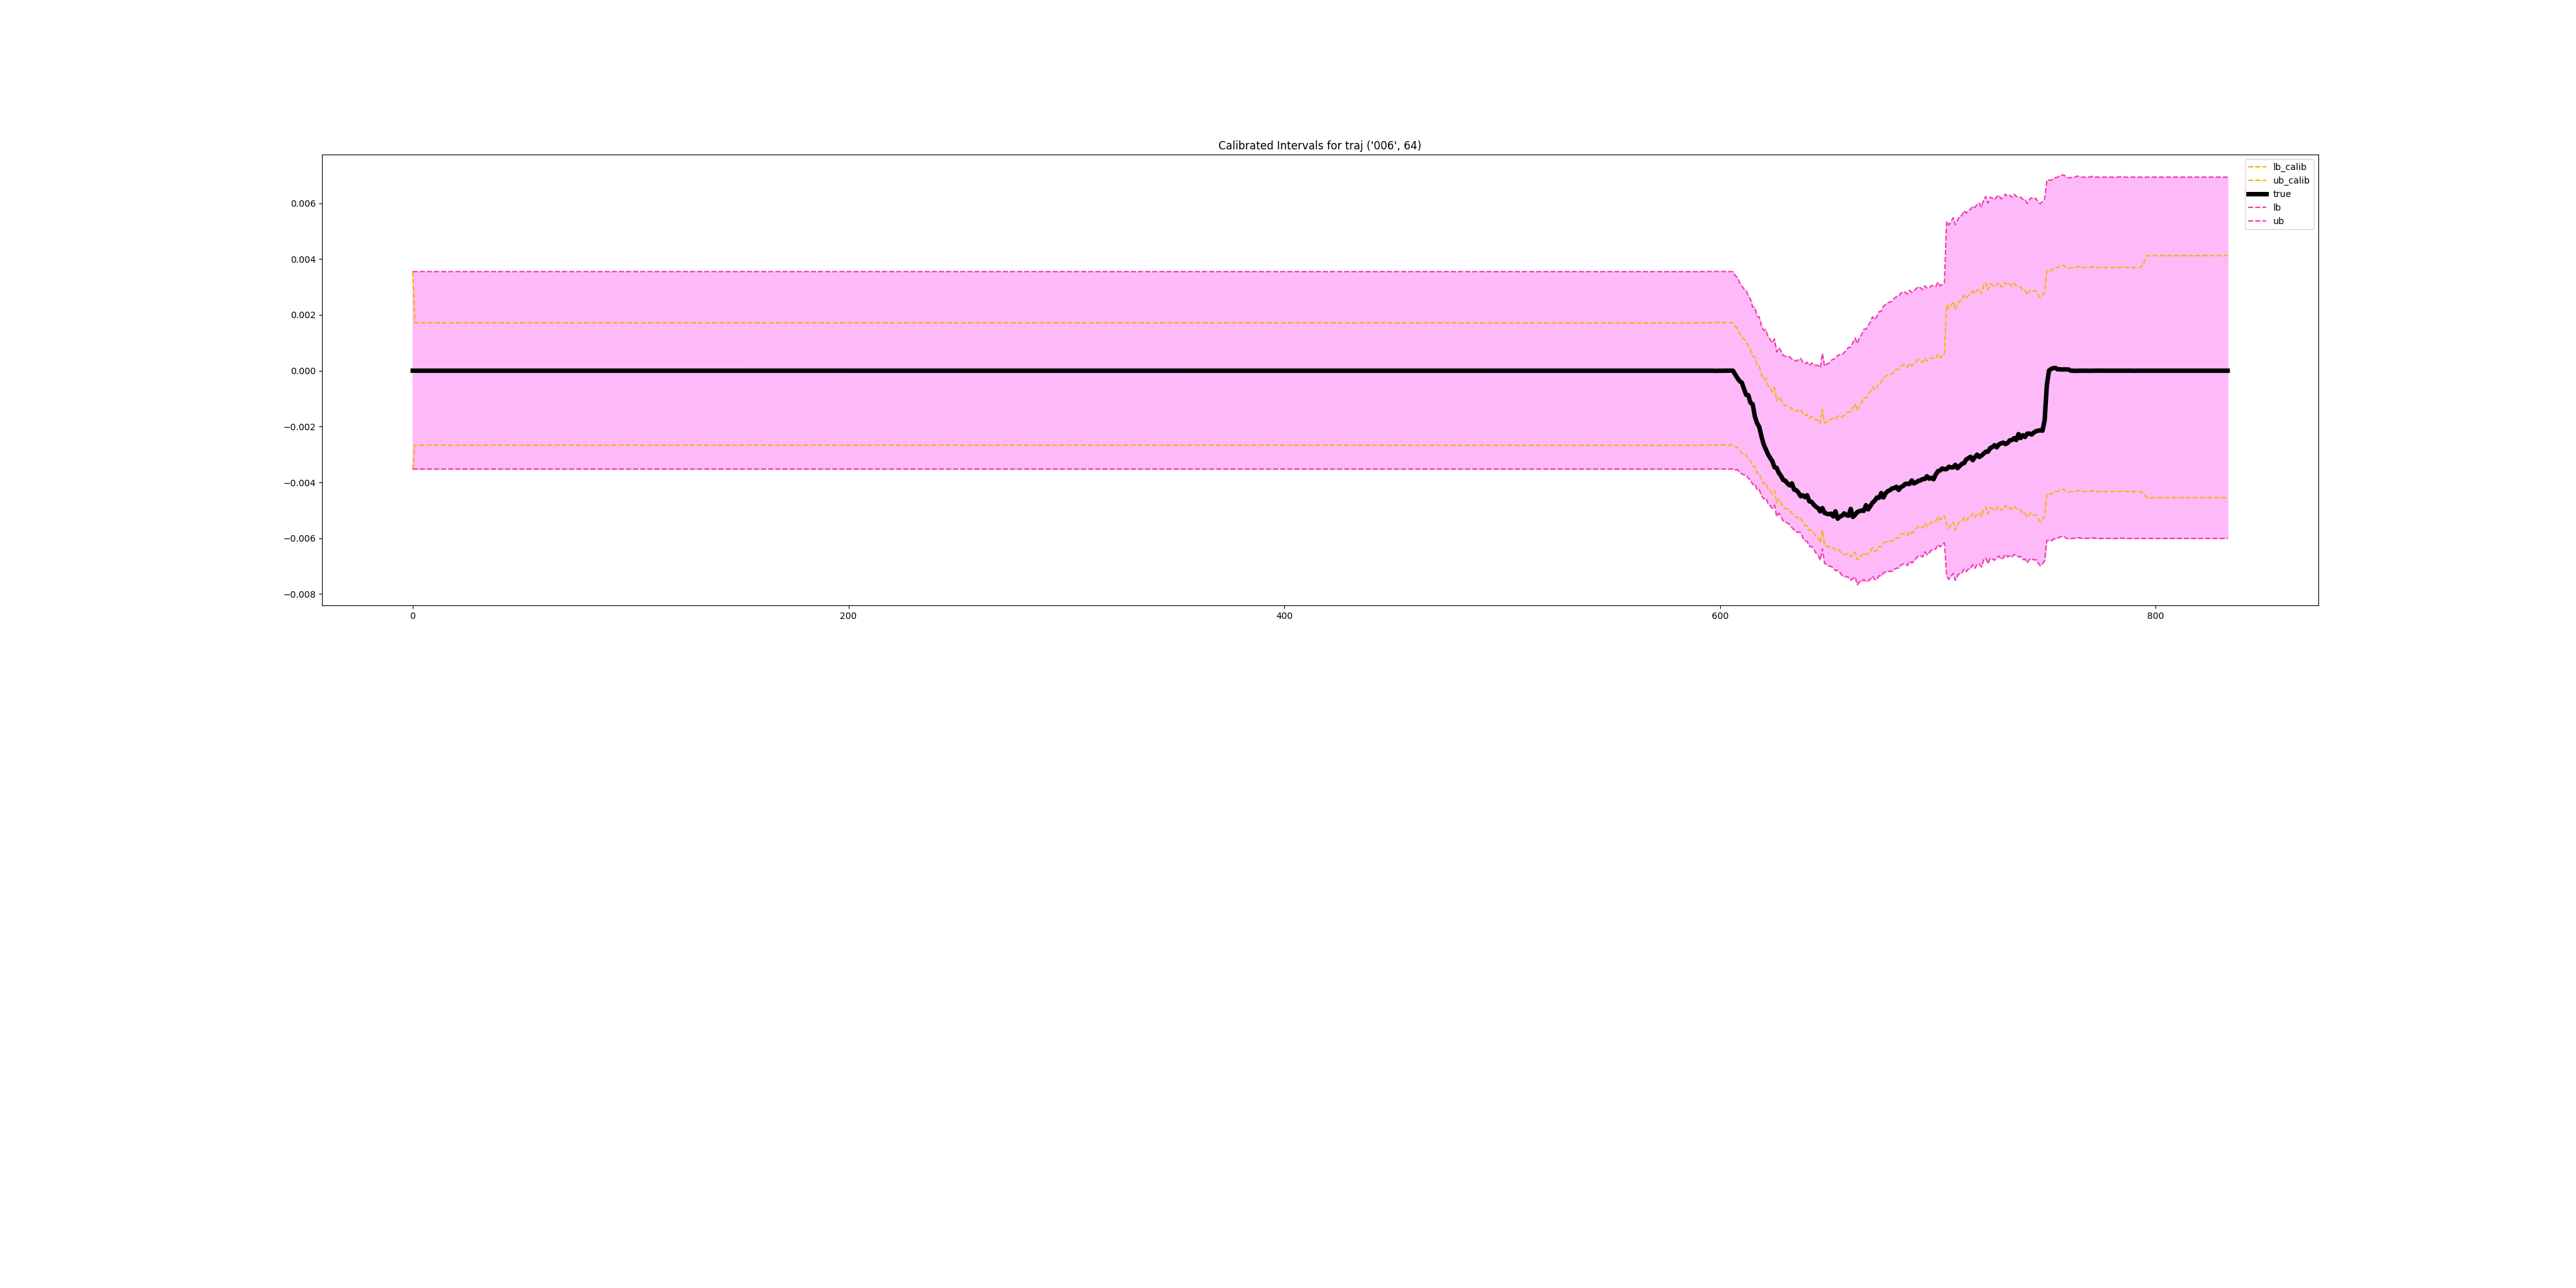 Calibrated Intervals for traj ('006', 64)
lb_calib
ub_calib
true
lb
ub
0.006
0.004
0.002
0.000
−0.002
−0.004
−0.006
−0.008
0 200 400 600 800